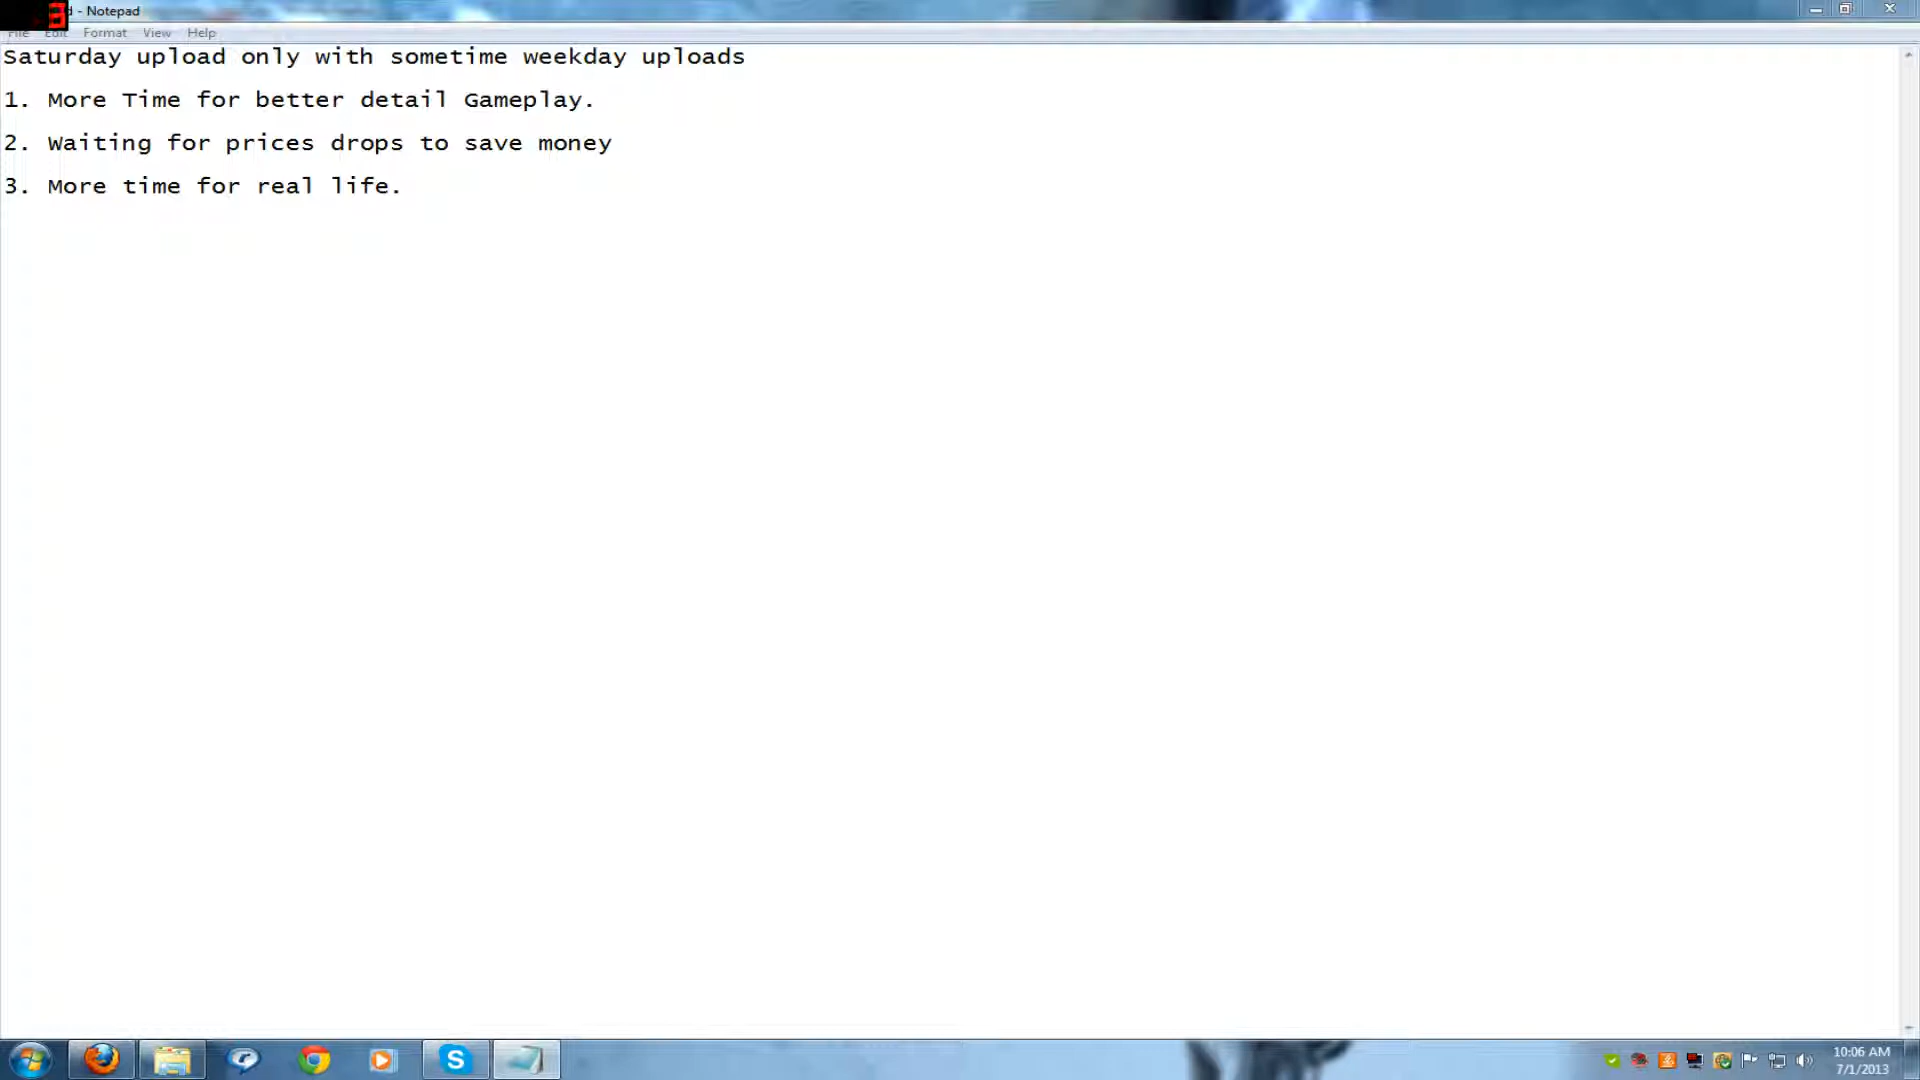 d - Notepad
File Edit Format View Help
Saturday upload only with sometime weekday uploads
1. More Time for better detail Gameplay.
2. Waiting for prices drops to save money
3. More time for real life.
10:06 AM
7/1/2013